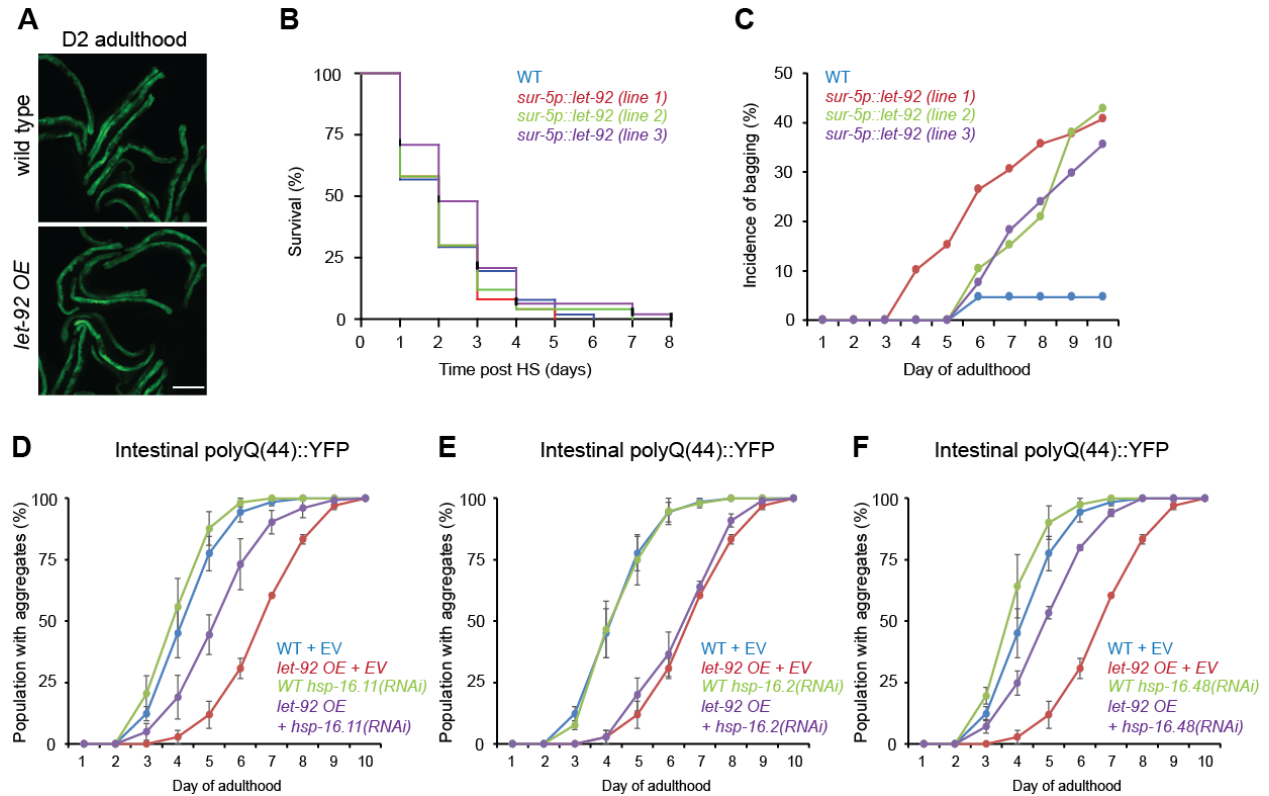 A
D2 adulthood
wild type
let-92 OE
B
Survival (%)
100
75
50
25
0
WT
sur-5p::let-92 (line 1)
sur-5p::let-92 (line 2)
sur-5p::let-92 (line 3)
0 1 2 3 4 5 6 7 8
Time post HS (days)
C
Incidence of bagging (%)
50
40
30
20
10
0
WT
sur-5p::let-92 (line 1)
sur-5p::let-92 (line 2)
sur-5p::let-92 (line 3)
1 2 3 4 5 6 7 8 9 10
Day of adulthood
D
Intestinal polyQ(44)::YFP
Population with aggregates (%)
100
75
50
25
0
WT + EV
let-92 OE + EV
WT hsp-16.11(RNAi)
let-92 OE
+ hsp-16.11(RNAi)
1 2 3 4 5 6 7 8 9 10
Day of adulthood
E
Intestinal polyQ(44)::YFP
Population with aggregates (%)
100
75
50
25
0
WT + EV
let-92 OE + EV
WT hsp-16.2(RNAi)
let-92 OE
+ hsp-16.2(RNAi)
1 2 3 4 5 6 7 8 9 10
Day of adulthood
F
Intestinal polyQ(44)::YFP
Population with aggregates (%)
100
75
50
25
0
WT + EV
let-92 OE + EV
WT hsp-16.48(RNAi)
let-92 OE
+ hsp-16.48(RNAi)
1 2 3 4 5 6 7 8 9 10
Day of adulthood